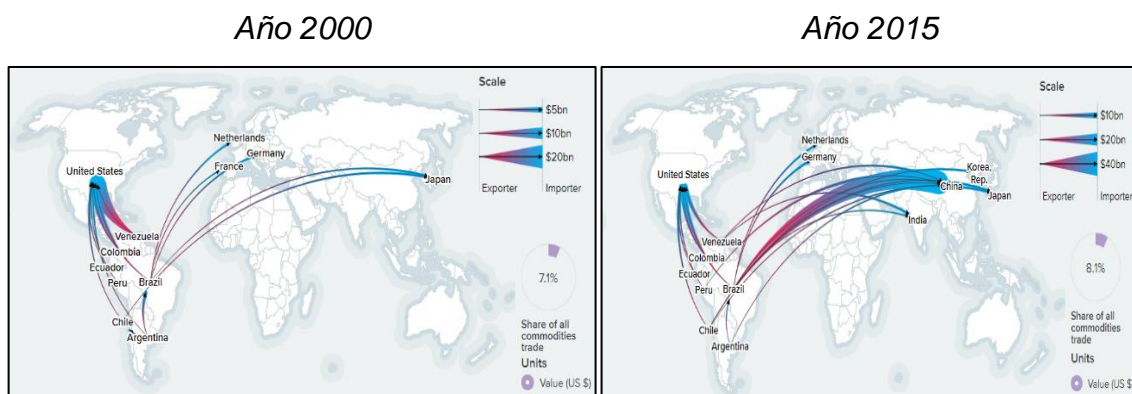 Año 2000
Año 2015
Scale
$5bn
$10bn
$20bn
Exporter
Importer
Netherlands
Germany
France
United States
Japan
Venezuela
Colombia
Ecuador
Peru
Brazil
Chile
Argentina
7.1%
Share of all
commodities
trade
Units
Value (US $)
Scale
$10bn
$20bn
$40bn
Exporter
Importer
Netherlands
Germany
United States
Korea,
Rep.
China
Japan
India
Venezuela
Colombia
Ecuador
Peru
Brazil
Chile
Argentina
8.1%
Share of all
commodities
trade
Units
Value (US $)